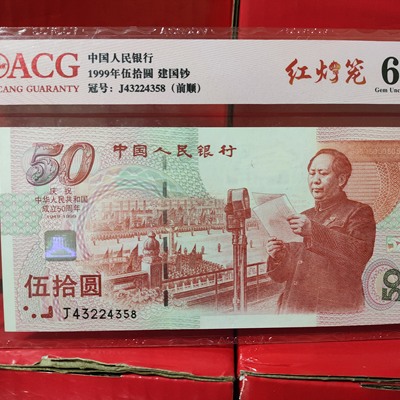 ACG
CANG GUARANTY
中国人民银行
1999年伍拾圆 建国钞
冠号: J43224358 (前顺)
红灯笼
6
Gem Unc
50
中国人民银行
庆祝
中华人民共和国
成立50周年
伍拾圆
J43224358
50